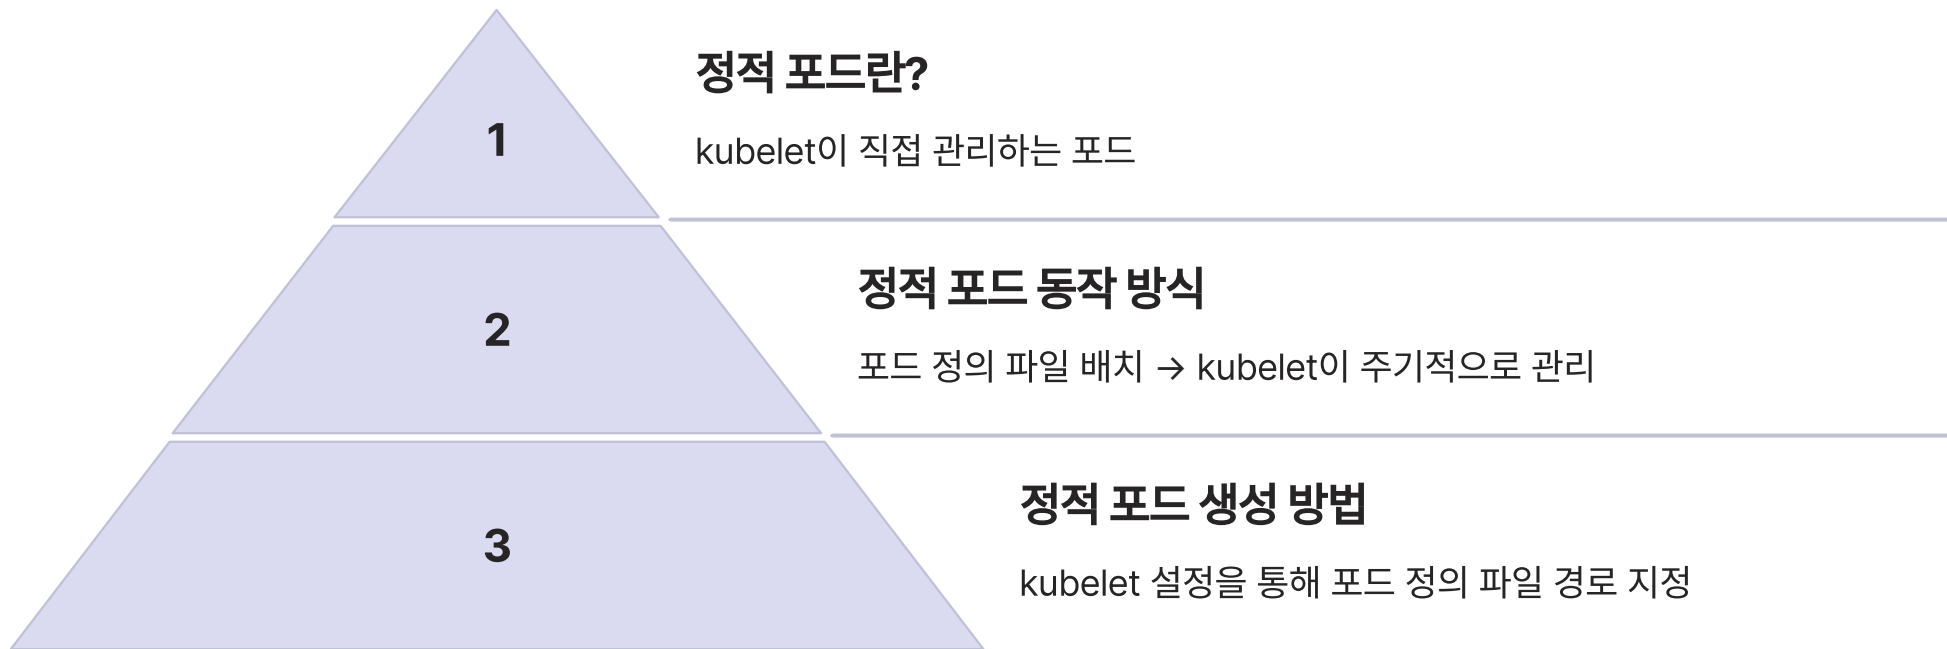 1
정적 포드란?
kubelet이 직접 관리하는 포드
2
정적 포드 동작 방식
포드 정의 파일 배치 → kubelet이 주기적으로 관리
3
정적 포드 생성 방법
kubelet 설정을 통해 포드 정의 파일 경로 지정